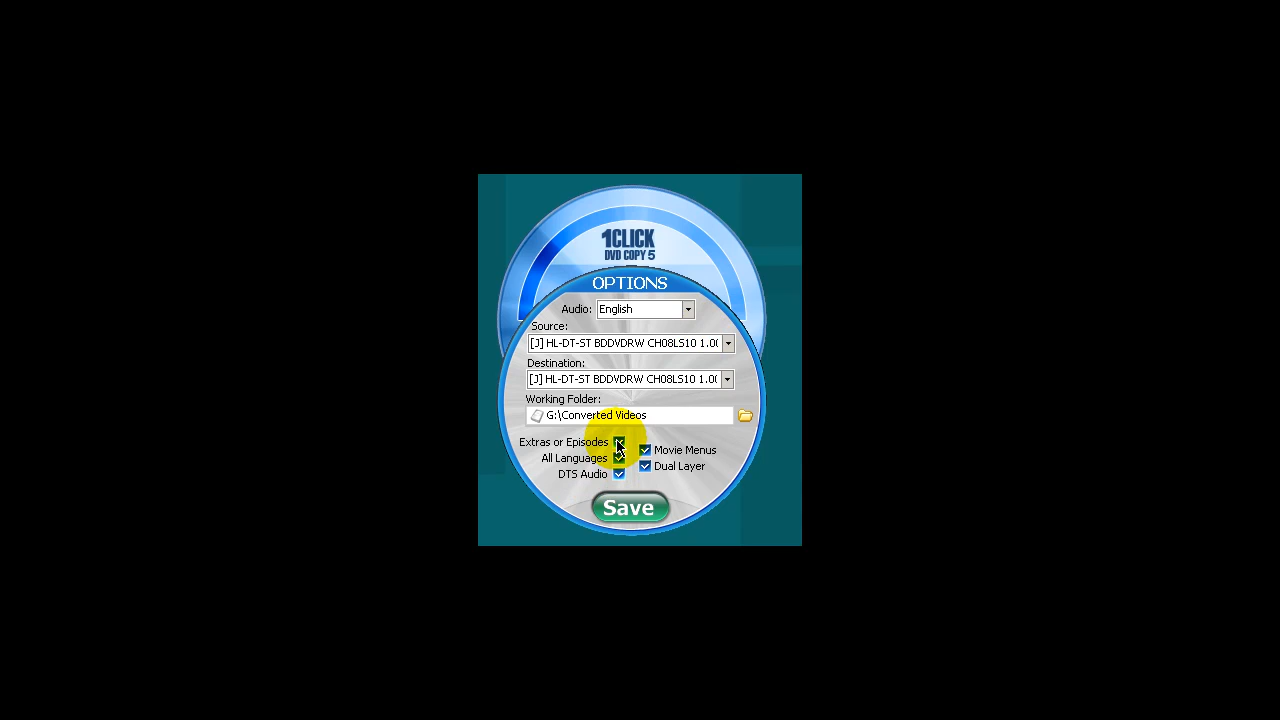 1CLICK
DVD COPY 5
OPTIONS
Audio: English
Source:
[J] HL-DT-ST BDDVDRW CH08LS10 1.0(
Destination:
[J] HL-DT-ST BDDVDRW CH08LS10 1.0(
Working Folder:
G:\Converted Videos
Extras or Episodes
Movie Menus
All Languages
Dual Layer
DTS Audio
Save